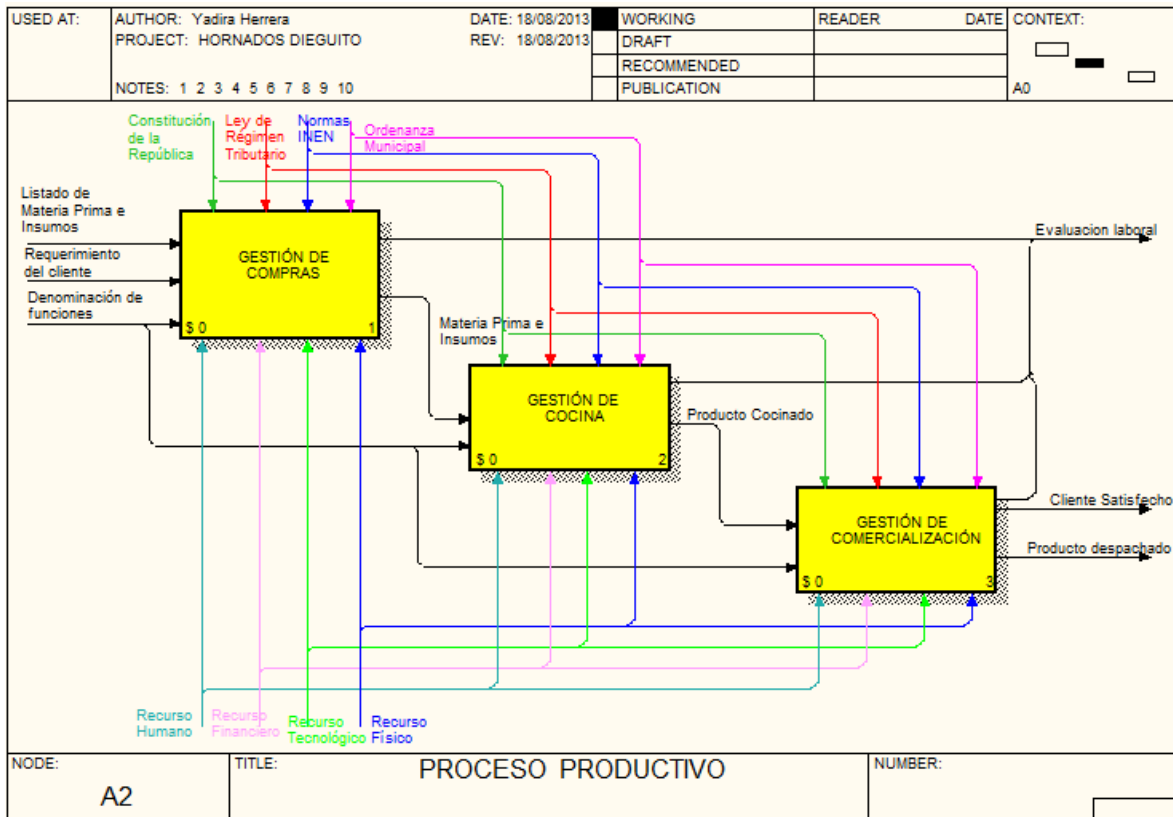 USED AT:
AUTHOR: Yadira Herrera
DATE: 18/08/2013
PROJECT: HORNADOS DIEGUITO
REV: 18/08/2013
NOTES: 1 2 3 4 5 6 7 8 9 10
WORKING
DRAFT
RECOMMENDED
PUBLICATION
READER
DATE
CONTEXT:
A0
Constitución
de la
República
Ley de
Régimen
Tributario
Normas
INEN
Ordenanza
Municipal
Listado de
Materia Prima e
Insumos
Requerimiento
del cliente
Denominación de
funciones
GESTIÓN DE
COMPRAS
$ 0
1
Evaluacion laboral
Materia Prima e
Insumos
GESTIÓN DE
COCINA
$ 0
2
Producto Cocinado
GESTIÓN DE
COMERCIALIZACIÓN
$ 0
3
Cliente Satisfecho
Producto despachado
Recurso
Humano
Recurso
Financiero
Recurso
Tecnológico
Recurso
Físico
NODE:
A2
TITLE:
PROCESO PRODUCTIVO
NUMBER: